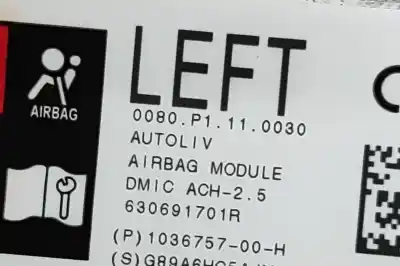 LEFT
AIRBAG
0080.P1.11.0030
AUTOLIV
AIRBAG MODULE
DMIC ACH-2.5
630691701R
(P)1036757-00-H